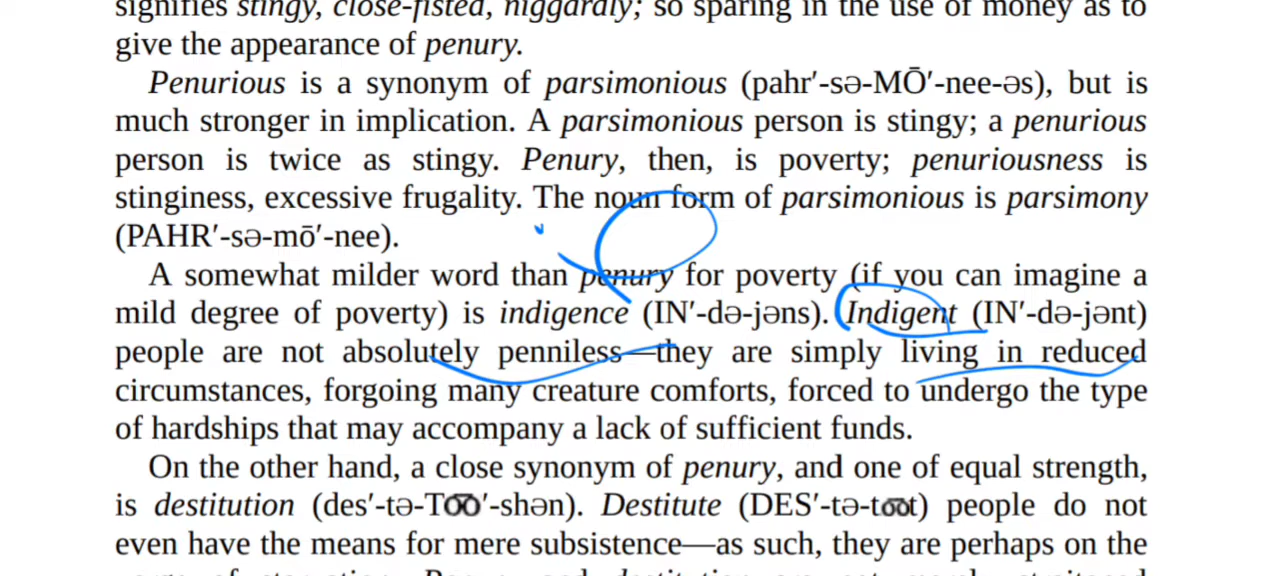 signifies stingy, close-fisted, niggardly; so sparing in the use of money as to
give the appearance of penury.
Penurious is a synonym of parsimonious (pahr′-sə-MŌ′-nee-əs), but is
much stronger in implication. A parsimonious person is stingy; a penurious
person is twice as stingy. Penury, then, is poverty; penuriousness is
stinginess, excessive frugality. The noun form of parsimonious is parsimony
(PAHR′-sə-mō′-nee).
A somewhat milder word than penury for poverty (if you can imagine a
mild degree of poverty) is indigence (IN′-də-jəns). Indigent (IN′-də-jənt)
people are not absolutely penniless—they are simply living in reduced
circumstances, forgoing many creature comforts, forced to undergo the type
of hardships that may accompany a lack of sufficient funds.
On the other hand, a close synonym of penury, and one of equal strength,
is destitution (des′-tə-TO͞O′-shən). Destitute (DES′-tə-to͞ot) people do not
even have the means for mere subsistence—as such, they are perhaps on the